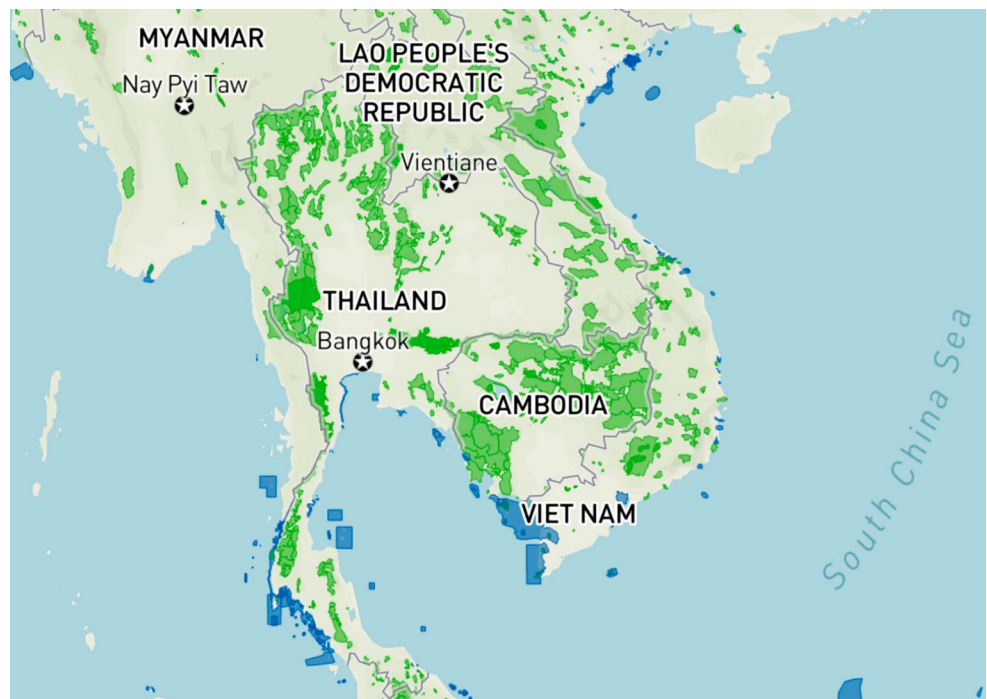 MYANMAR
Nay Pyi Taw
LAO PEOPLE'S
DEMOCRATIC
REPUBLIC
Vientiane
THAILAND
Bangkok
CAMBODIA
VIET NAM
South China Sea